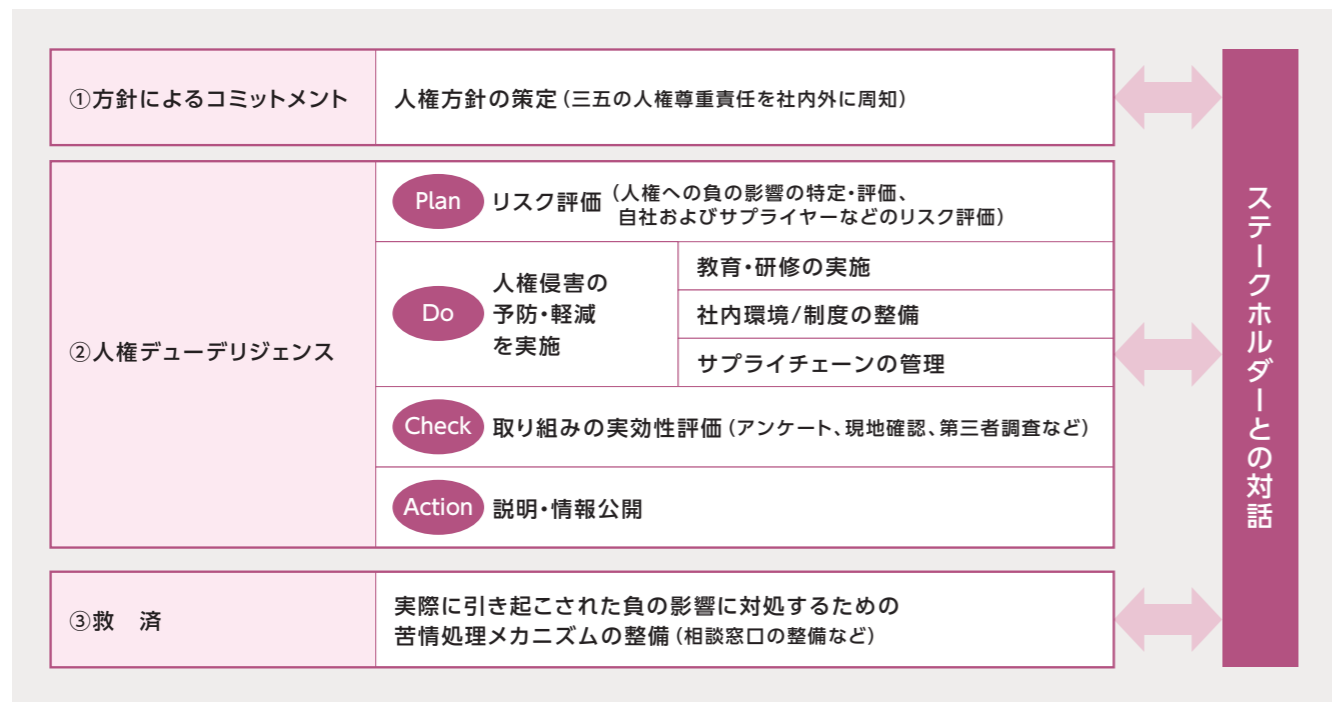 ①方針によるコミットメント
人権方針の策定(三五の人権尊重責任を社内外に周知)
②人権デューデリジェンス
Plan
リスク評価
(人権への負の影響の特定・評価、
自社およびサプライヤーなどのリスク評価)
Do
人権侵害の
予防・軽減
を実施
教育・研修の実施
社内環境/制度の整備
サプライチェーンの管理
Check
取り組みの実効性評価(アンケート、現地確認、第三者調査など)
Action
説明・情報公開
③救　済
実際に引き起こされた負の影響に対処するための
苦情処理メカニズムの整備(相談窓口の整備など)
ステークホルダーとの対話